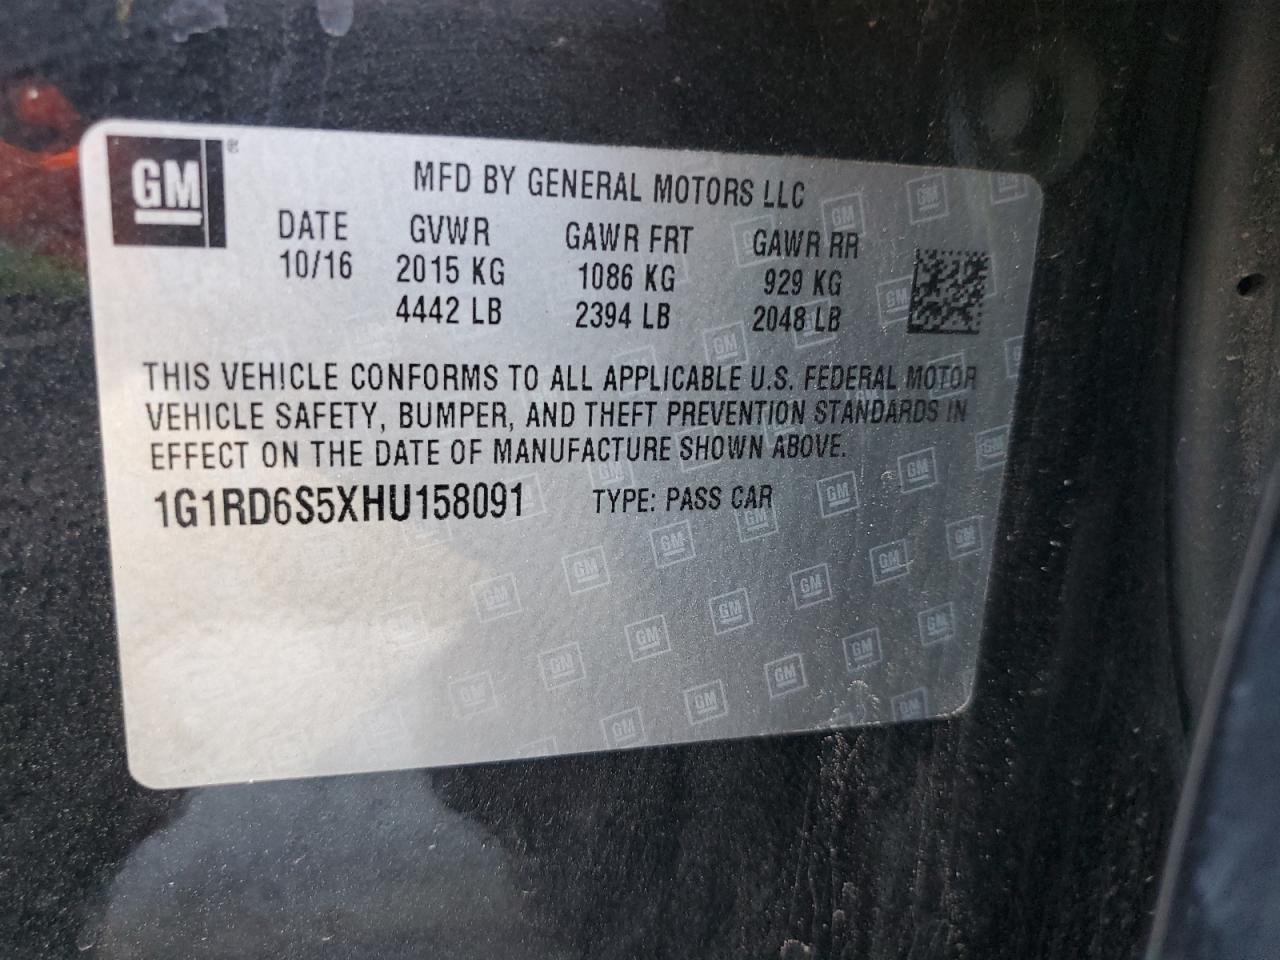 GM ®
MFD BY GENERAL MOTORS LLC
DATE GVWR GAWR FRT GAWR RR
10/16 2015 KG 1086 KG 929 KG
4442 LB 2394 LB 2048 LB
THIS VEHICLE CONFORMS TO ALL APPLICABLE U.S. FEDERAL MOTOR
VEHICLE SAFETY, BUMPER, AND THEFT PREVENTION STANDARDS IN
EFFECT ON THE DATE OF MANUFACTURE SHOWN ABOVE.
1G1RD6S5XHU158091 TYPE: PASS CAR